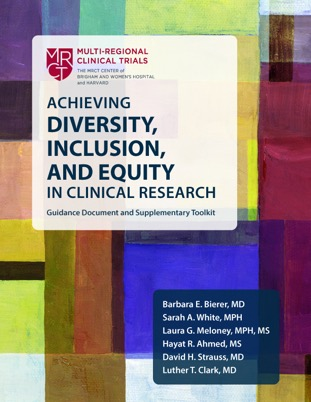 MRCT
MULTI-REGIONAL
CLINICAL TRIALS
THE MRCT CENTER of
BRIGHAM AND WOMEN'S HOSPITAL
and HARVARD
ACHIEVING
DIVERSITY,
INCLUSION,
AND EQUITY
IN CLINICAL RESEARCH
Guidance Document and Supplementary Toolkit
Barbara E. Bierer, MD
Sarah A. White, MPH
Laura G. Meloney, MPH, MS
Hayat R. Ahmed, MS
David H. Strauss, MD
Luther T. Clark, MD